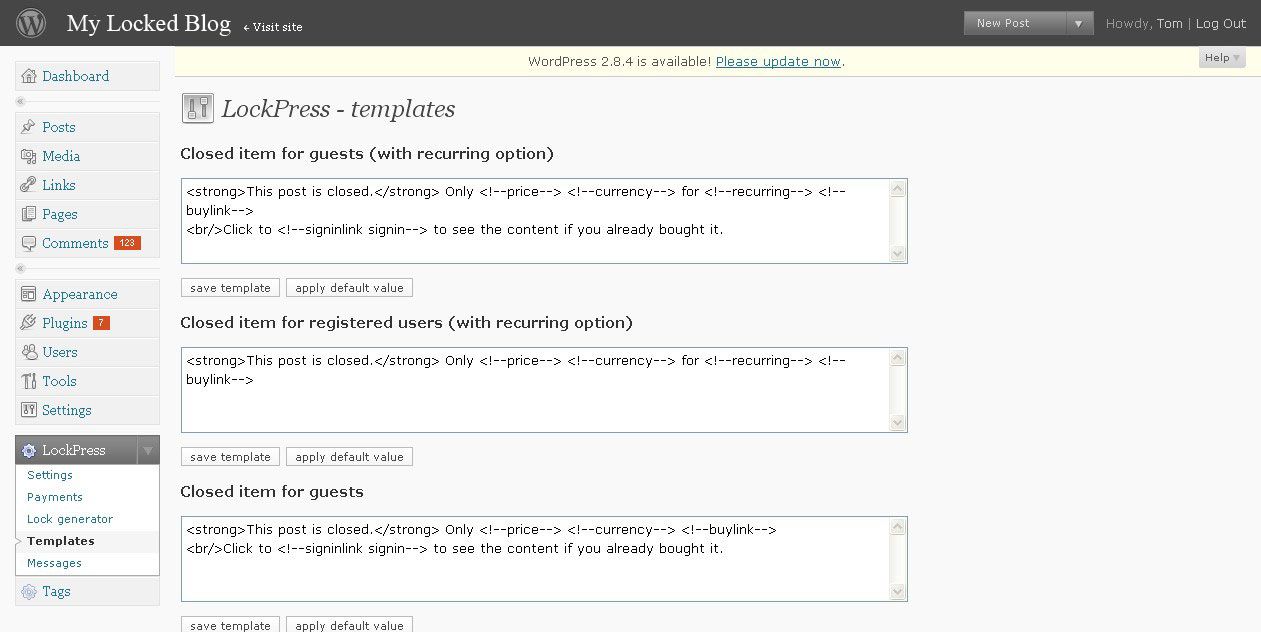 My Locked Blog ← Visit site New Post ▼ Howdy, Tom | Log Out
WordPress 2.8.4 is available! Please update now. Help ▼
Dashboard
Posts
Media
Links
Pages
Comments 123
Appearance
Plugins 7
Users
Tools
Settings
LockPress
Settings
Payments
Lock generator
Templates
Messages
Tags
LockPress - templates
Closed item for guests (with recurring option)
<strong>This post is closed.</strong> Only <!--price--> <!--currency--> for <!--recurring--> <!--
buylink-->
<br/>Click to <!--signinlink signin--> to see the content if you already bought it.
save template apply default value
Closed item for registered users (with recurring option)
<strong>This post is closed.</strong> Only <!--price--> <!--currency--> for <!--recurring--> <!--
buylink-->
save template apply default value
Closed item for guests
<strong>This post is closed.</strong> Only <!--price--> <!--currency--> <!--buylink-->
<br/>Click to <!--signinlink signin--> to see the content if you already bought it.
save template apply default value